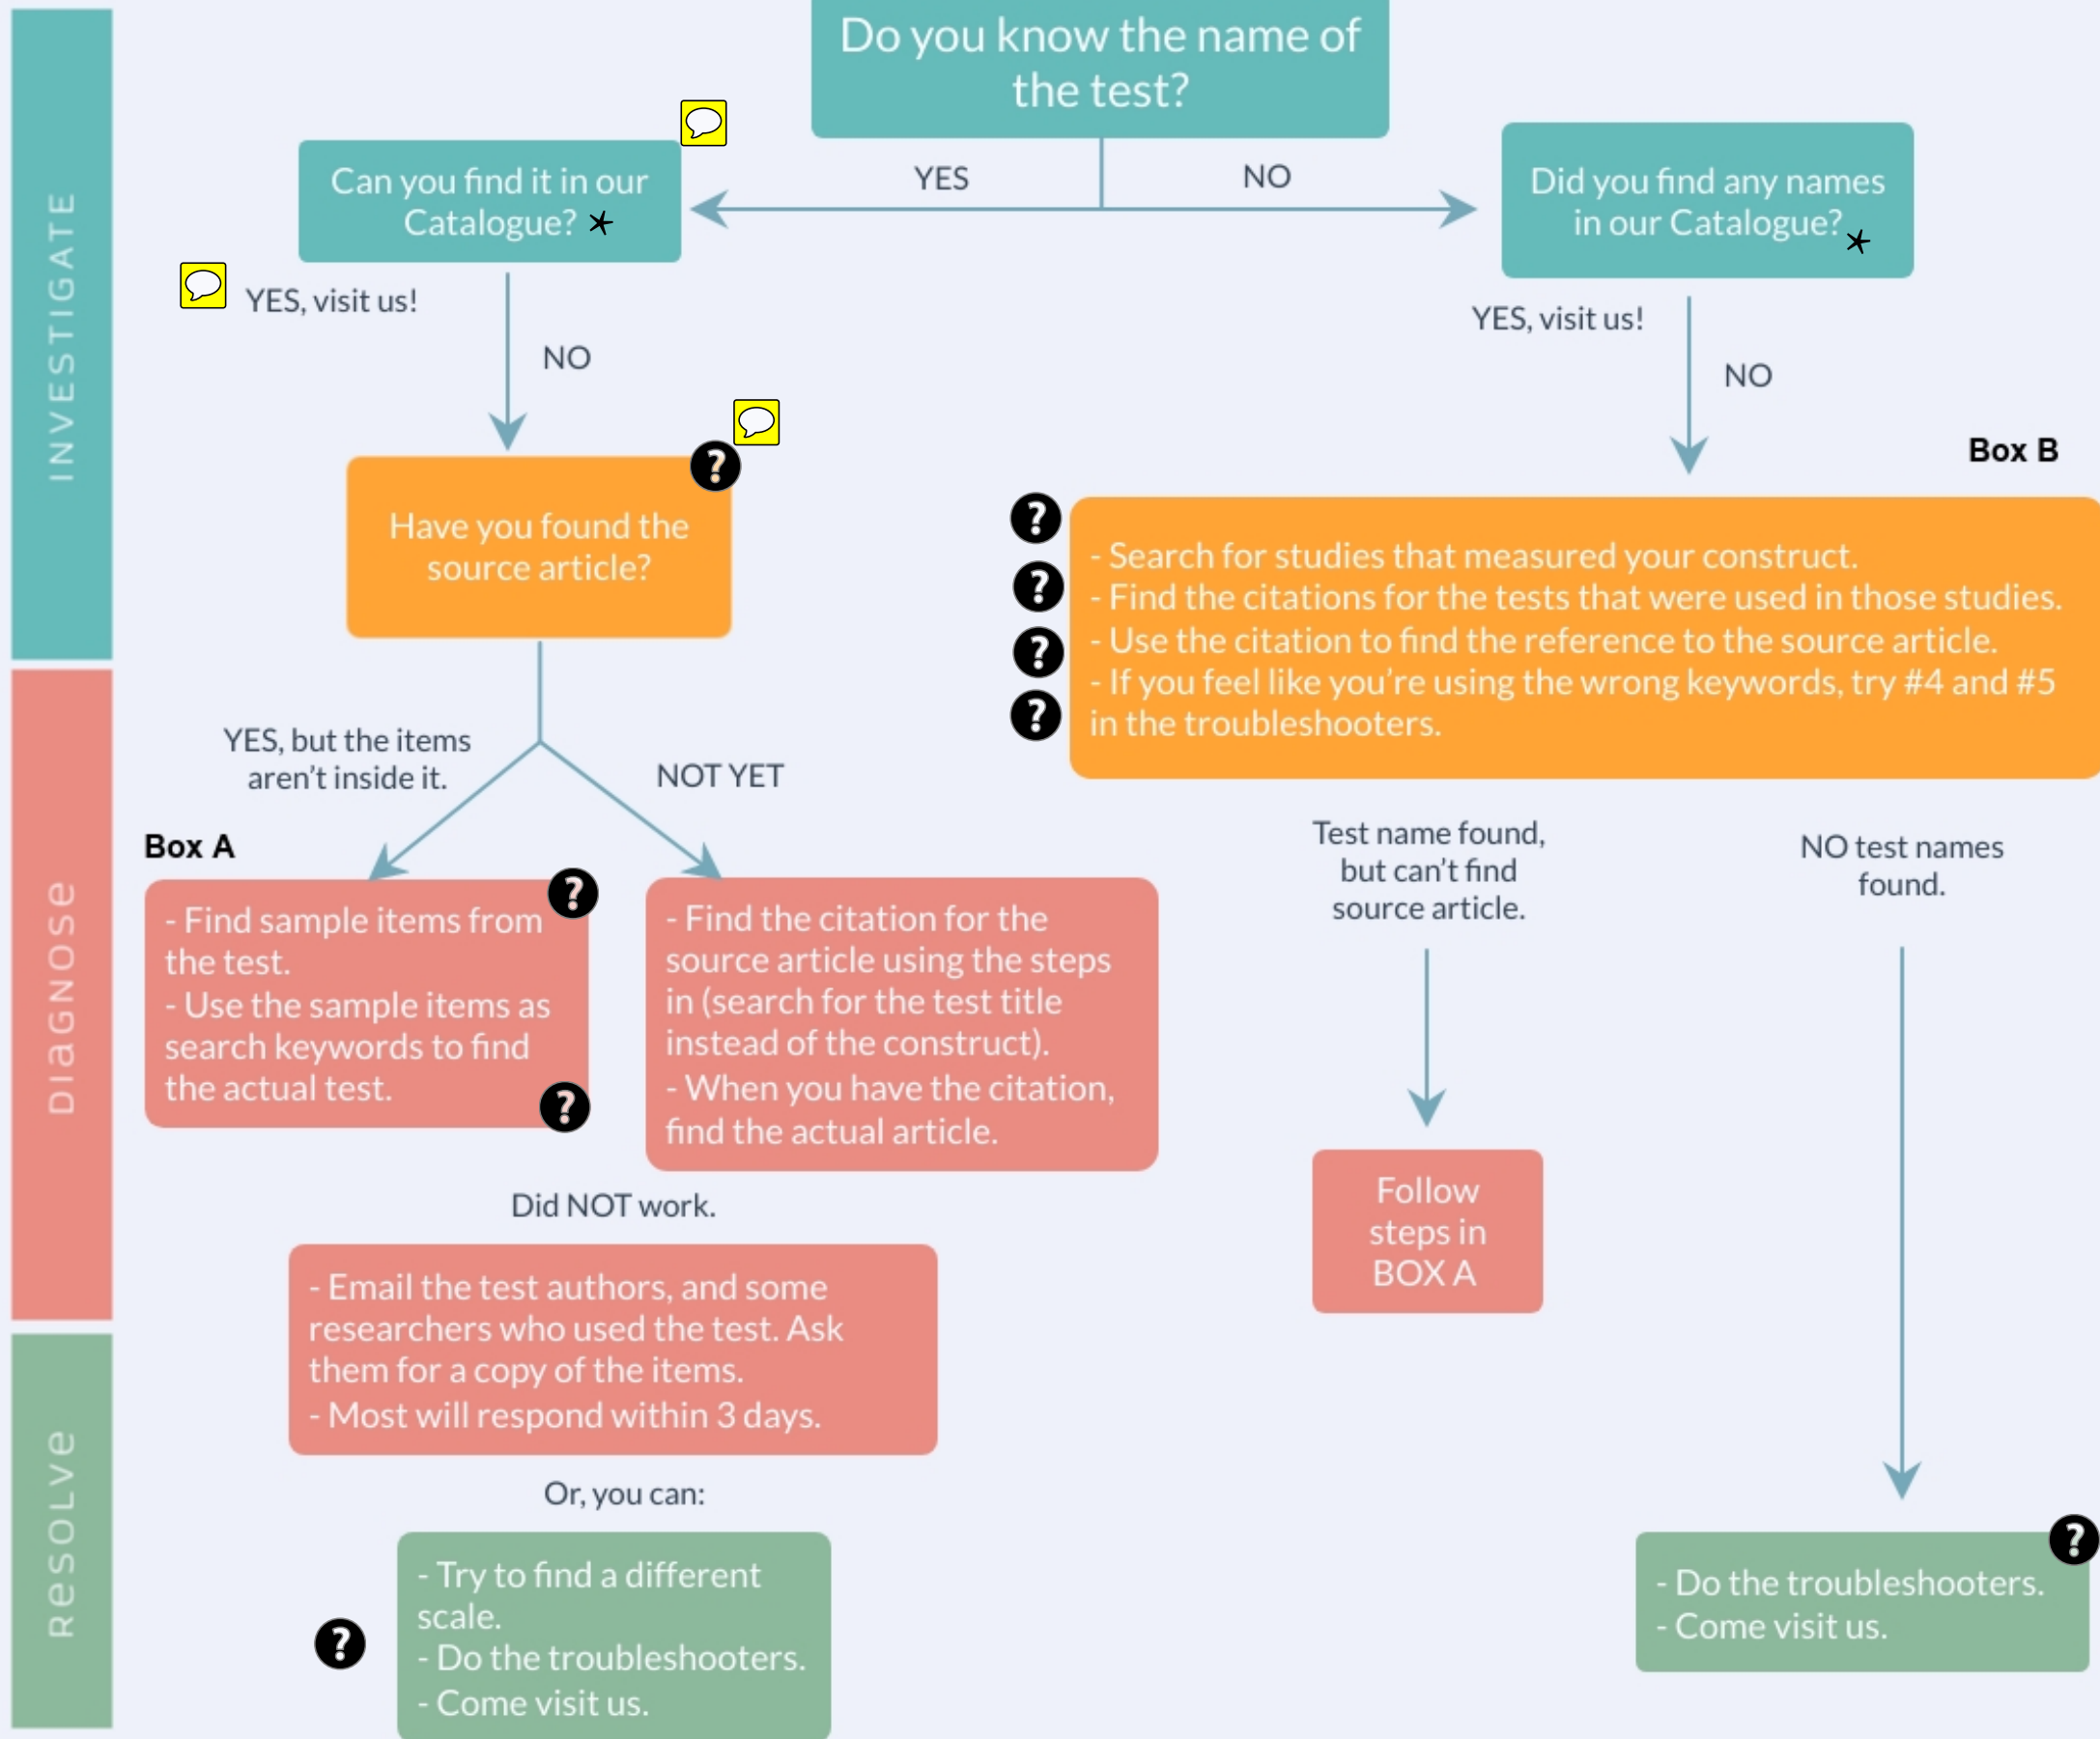 Do you know the name of
the test?
YES
NO
Can you find it in our
Catalogue? *
Did you find any names
in our Catalogue? *
YES, visit us!
NO
YES, visit us!
NO
INVESTIGATE
Have you found the
source article?
?
Box B
?
?
?
?
- Search for studies that measured your construct.
- Find the citations for the tests that were used in those studies.
- Use the citation to find the reference to the source article.
- If you feel like you're using the wrong keywords, try #4 and #5
in the troubleshooters.
YES, but the items
aren't inside it.
NOT YET
Test name found,
but can't find
source article.
NO test names
found.
DIAGNOSE
Box A
- Find sample items from
the test.
- Use the sample items as
search keywords to find
the actual test.
?
?
- Find the citation for the
source article using the steps
in (search for the test title
instead of the construct).
- When you have the citation,
find the actual article.
Follow
steps in
BOX A
Did NOT work.
- Email the test authors, and some
researchers who used the test. Ask
them for a copy of the items.
- Most will respond within 3 days.
RESOLVE
Or, you can:
?
- Try to find a different
scale.
- Do the troubleshooters.
- Come visit us.
?
- Do the troubleshooters.
- Come visit us.